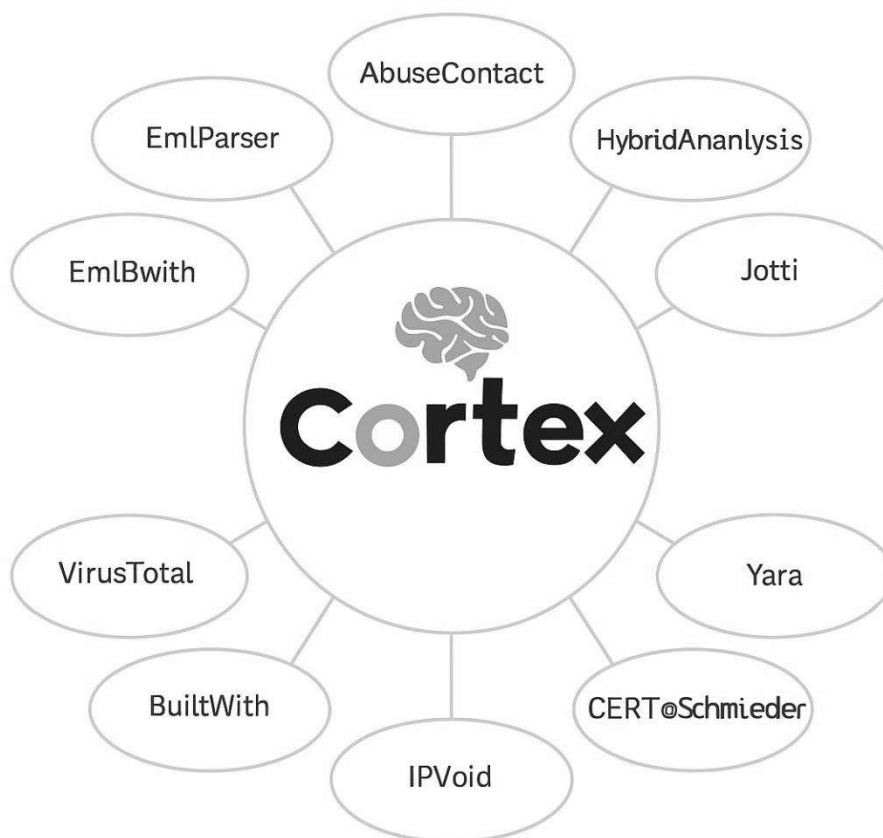 AbuseContact
EmlParser
HybridAnanlysis
EmlBwith
Jotti
Cortex
VirusTotal
Yara
BuiltWith
CERT@Schmieder
IPVoid